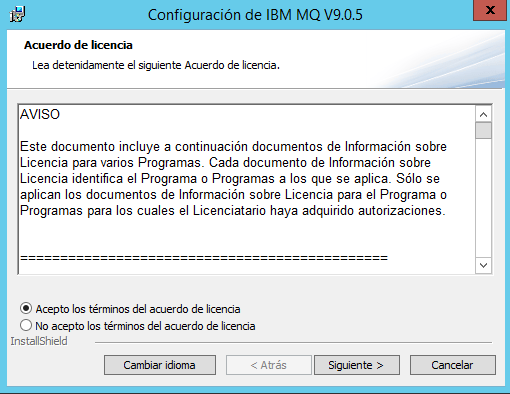 Configuración de IBM MQ V9.0.5
x
Acuerdo de licencia
Lea detenidamente el siguiente Acuerdo de licencia.
AVISO
Este documento incluye a continuación documentos de Información sobre
Licencia para varios Programas. Cada documento de Información sobre
Licencia identifica el Programa o Programas a los que se aplica. Sólo se
aplican los documentos de Información sobre Licencia para el Programa o
Programas para los cuales el Licenciatario haya adquirido autorizaciones.
==============================================
Acepto los términos del acuerdo de licencia
No acepto los términos del acuerdo de licencia
InstallShield
Cambiar idioma
< Atrás
Siguiente >
Cancelar